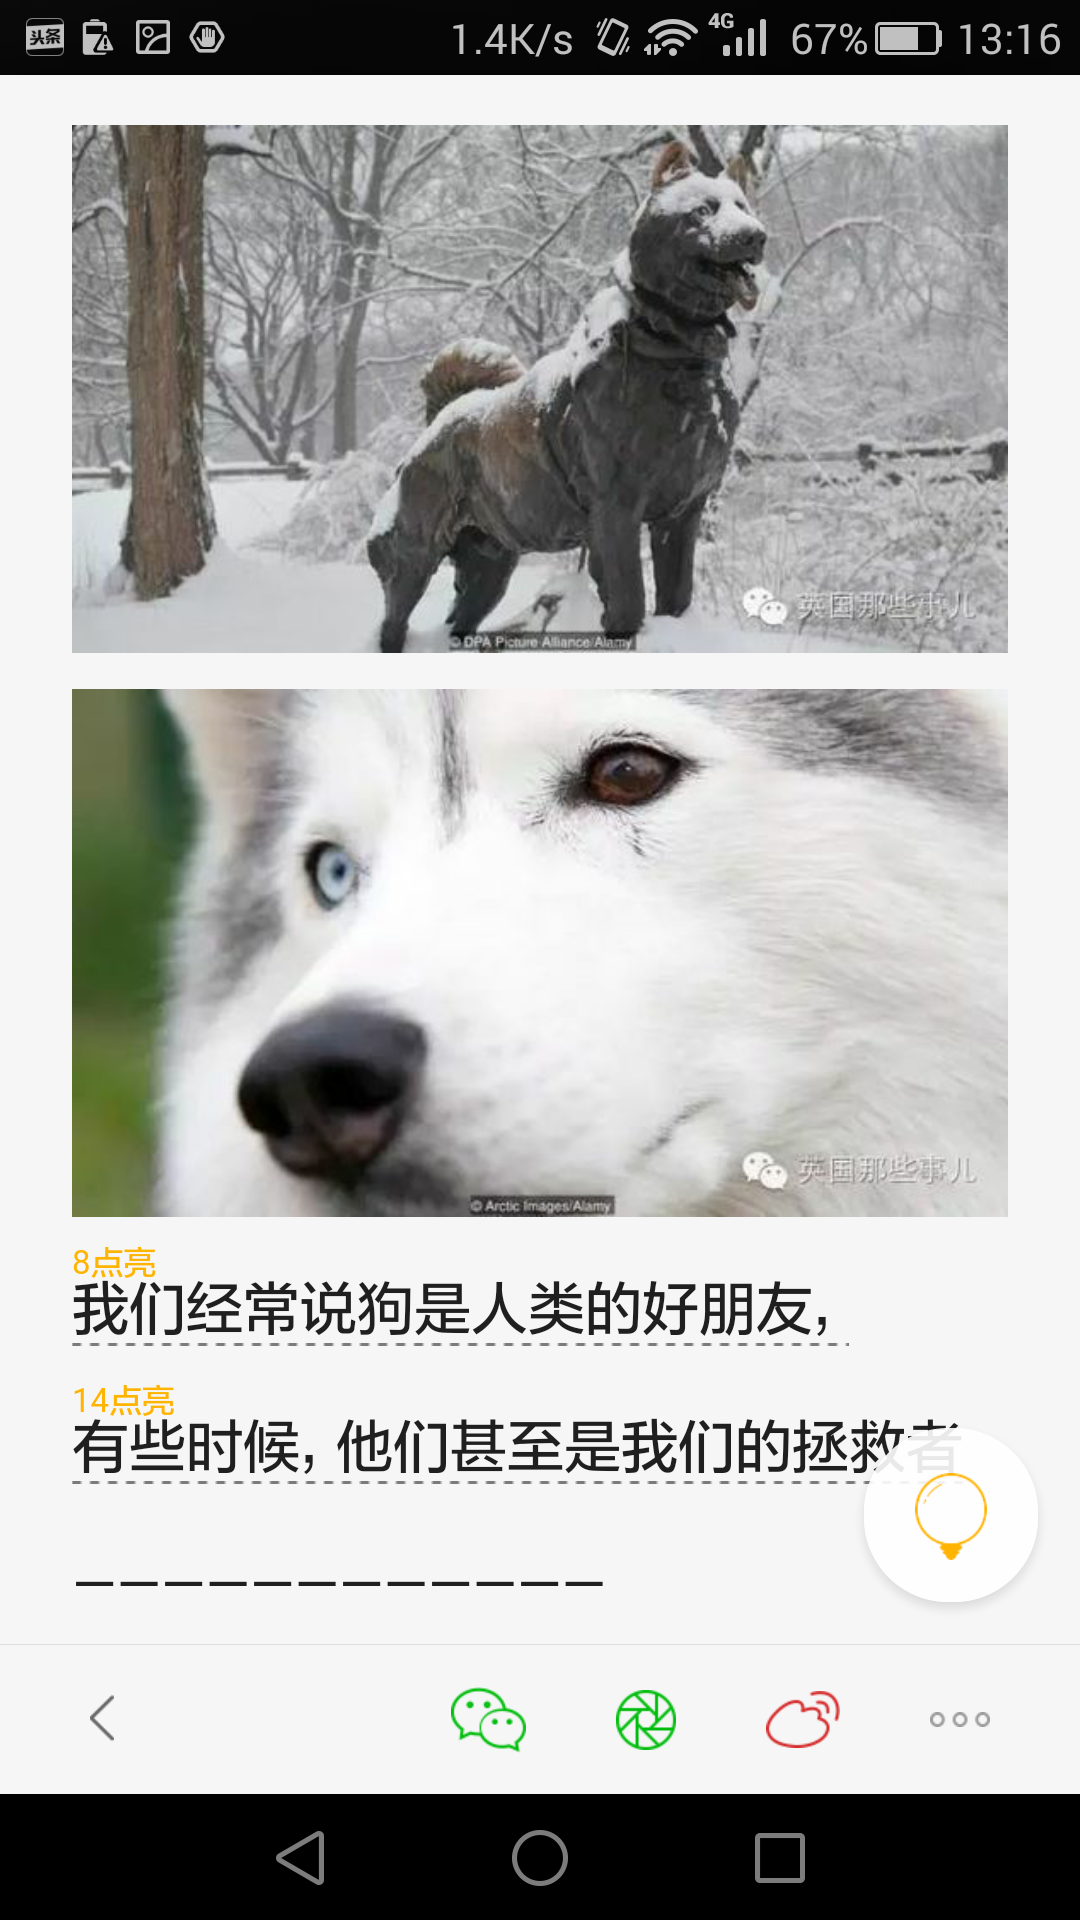 头条 1.4K/s 4G 67% 13:16
英国那些事儿
© DPA Picture Alliance/Alamy
英国那些事儿
© Arctic Images/Alamy
8点亮
我们经常说狗是人类的好朋友,
14点亮
有些时候, 他们甚至是我们的拯救者
————————————